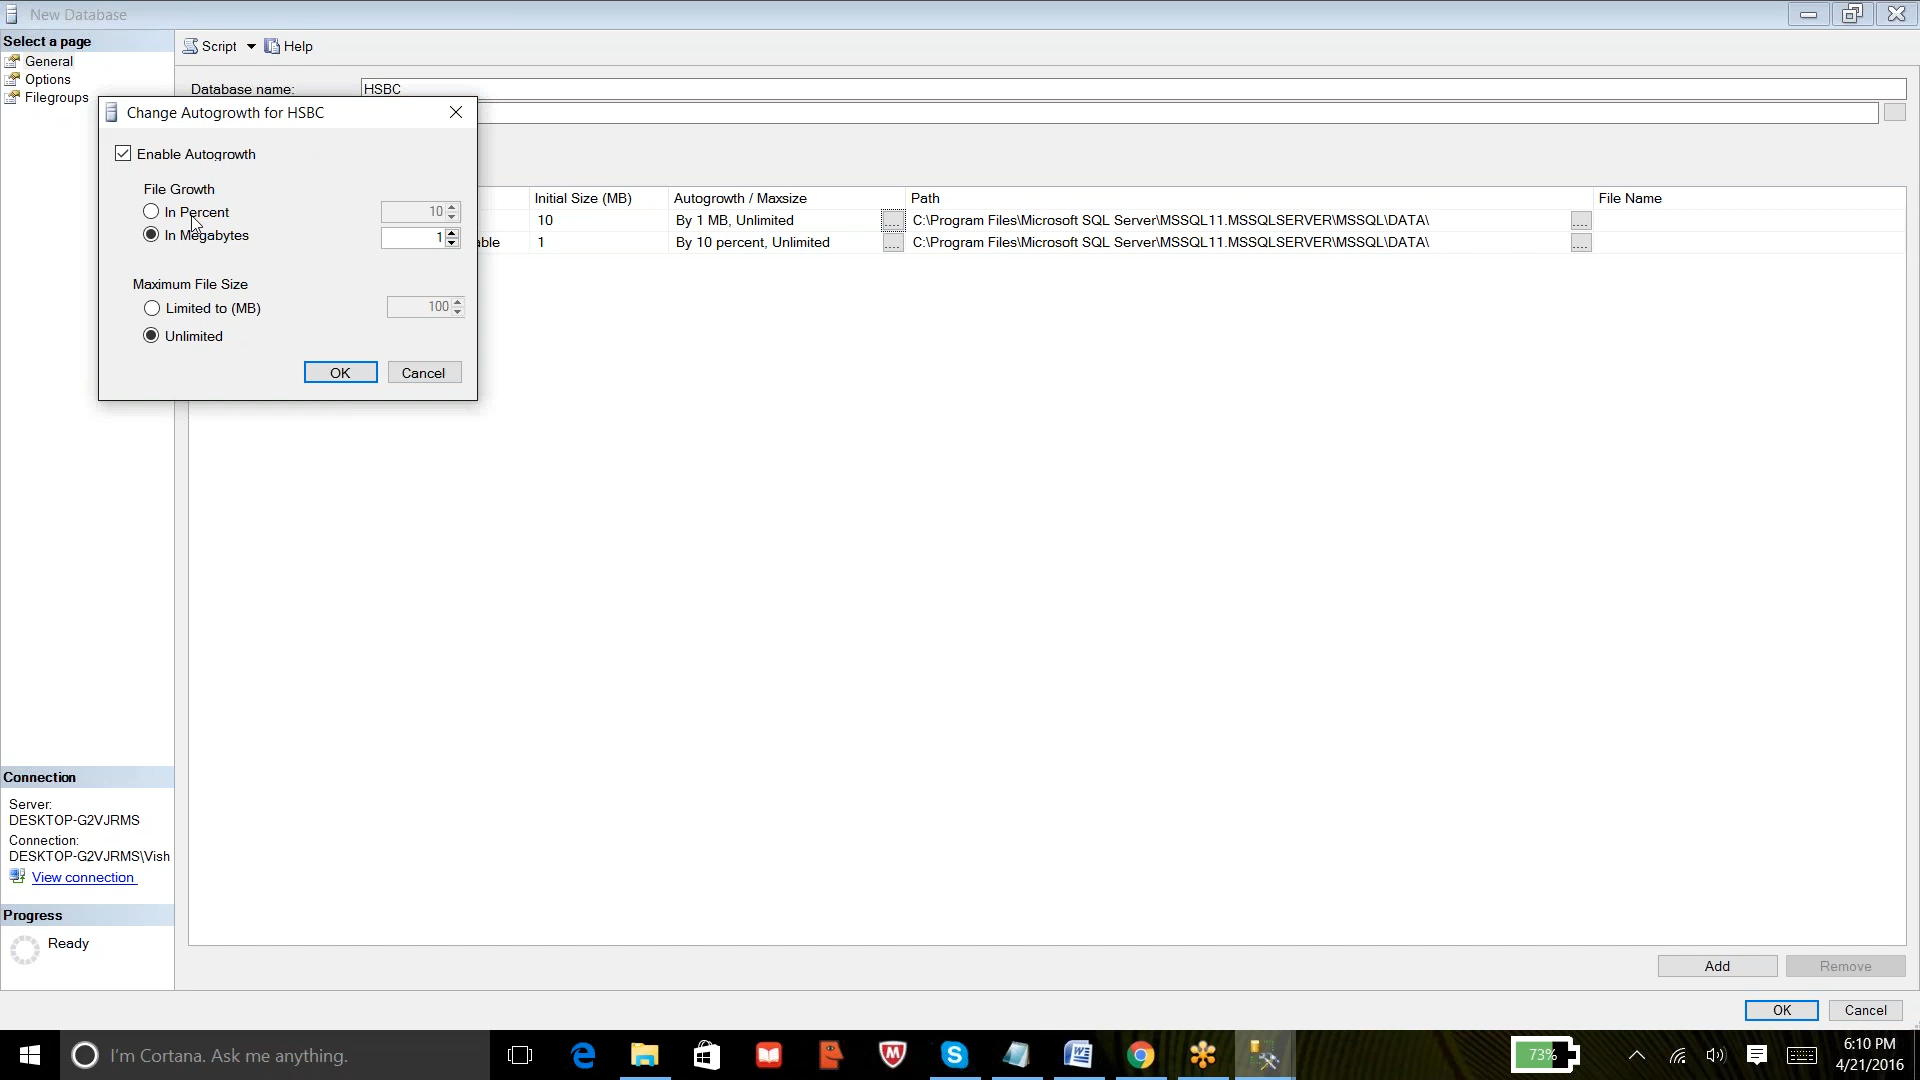 New Database
Select a page
General
Options
Filegroups
Script
Help
Database name:
HSBC
Change Autogrowth for HSBC
Enable Autogrowth
File Growth
In Percent
10
In Megabytes
1
Maximum File Size
Limited to (MB)
100
Unlimited
OK
Cancel
Initial Size (MB)
Autogrowth / Maxsize
Path
File Name
10
By 1 MB, Unlimited
....
C:\Program Files\Microsoft SQL Server\MSSQL11.MSSQLSERVER\MSSQL\DATA\
....
able
1
By 10 percent, Unlimited
....
C:\Program Files\Microsoft SQL Server\MSSQL11.MSSQLSERVER\MSSQL\DATA\
....
Connection
Server:
DESKTOP-G2VJRMS
Connection:
DESKTOP-G2VJRMS\Vish
View connection
Progress
Ready
Add
Remove
OK
Cancel
I'm Cortana. Ask me anything.
73%
6:10 PM
4/21/2016